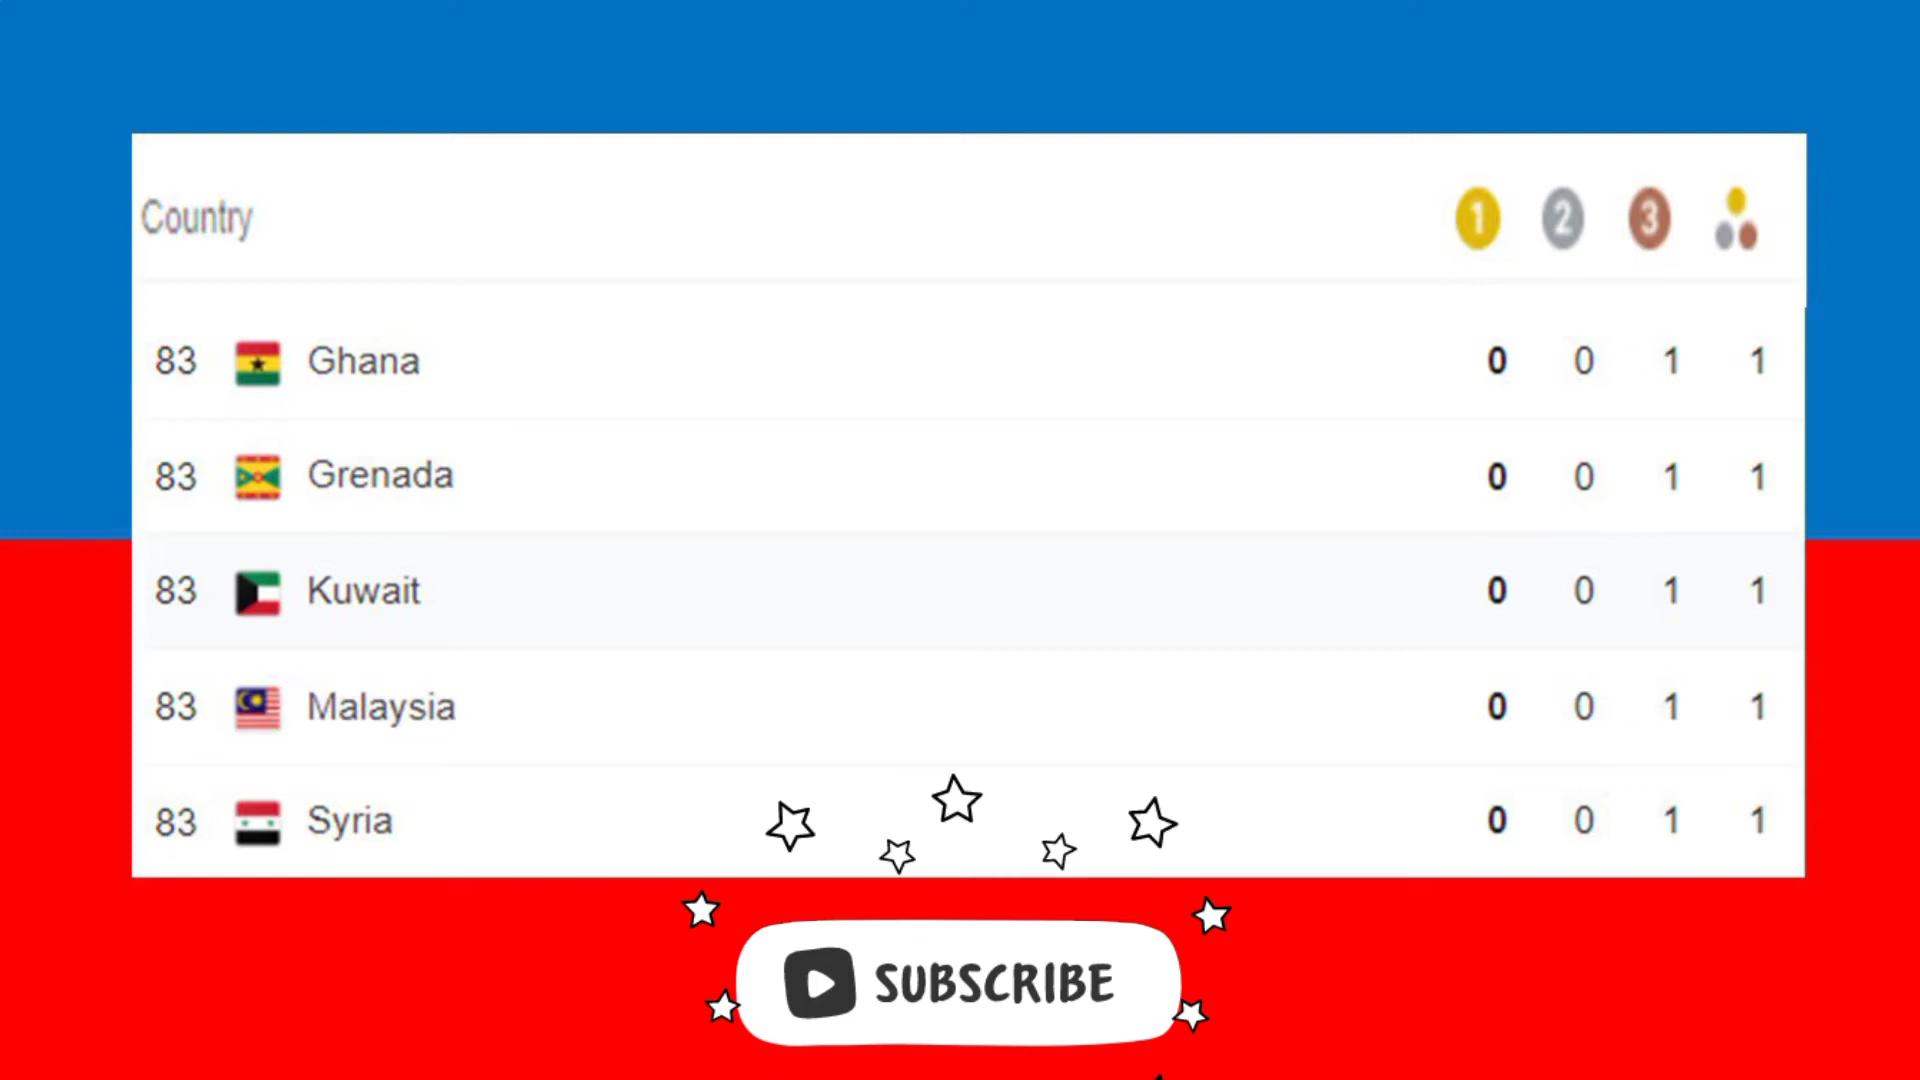 Country 1 2 3
83 Ghana 0 0 1 1
83 Grenada 0 0 1 1
83 Kuwait 0 0 1 1
83 Malaysia 0 0 1 1
83 Syria 0 0 1 1
SUBSCRIBE